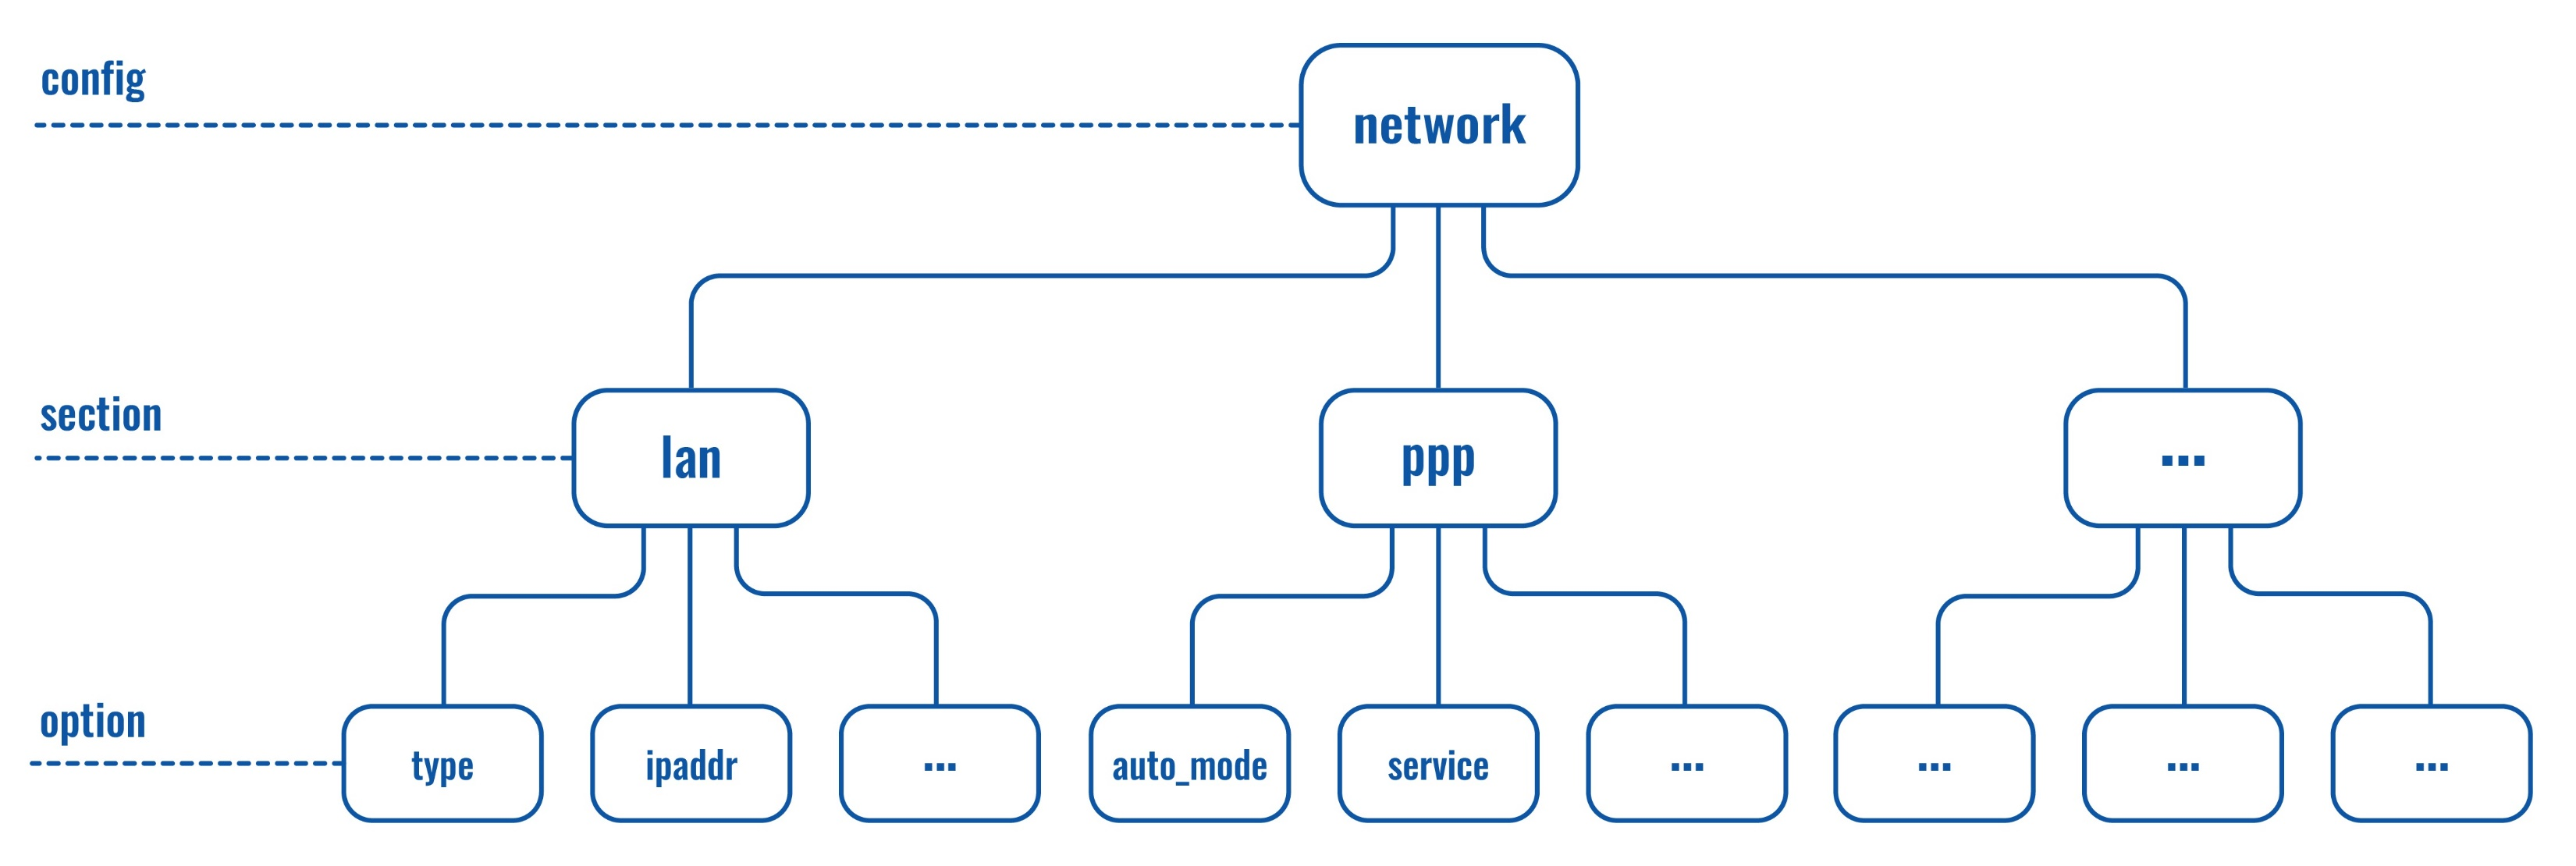 config
network
section
lan
ppp
...
option
type
ipaddr
...
auto_mode
service
...
...
...
...